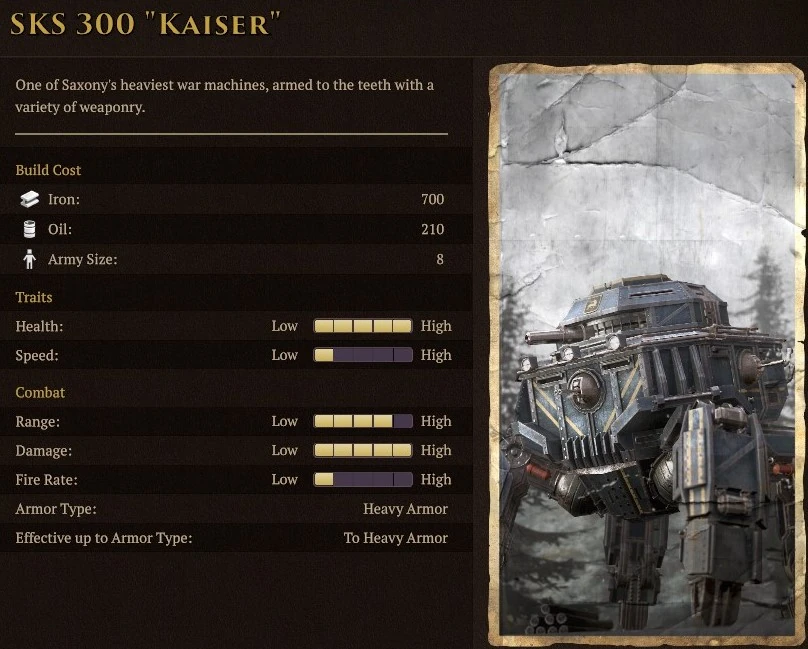 SKS 300 "Kaiser"
One of Saxony's heaviest war machines, armed to the teeth with a
variety of weaponry.
Build Cost
Iron: 700
Oil: 210
Army Size: 8
Traits
Health: Low High
Speed: Low High
Combat
Range: Low High
Damage: Low High
Fire Rate: Low High
Armor Type: Heavy Armor
Effective up to Armor Type: To Heavy Armor